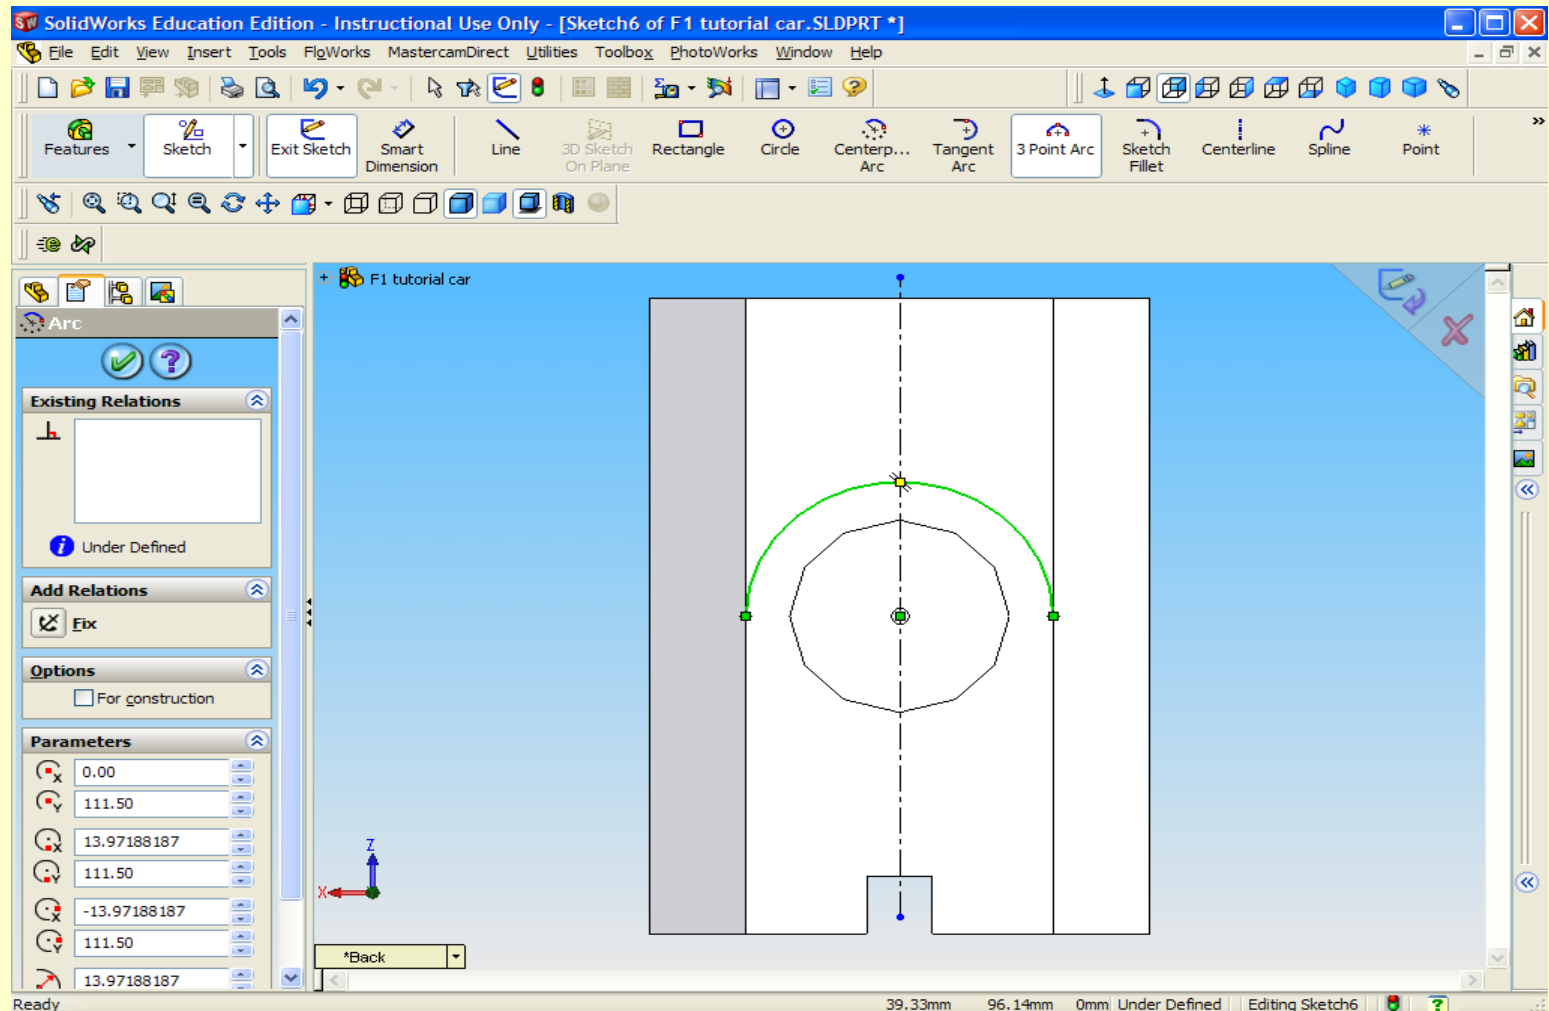 SolidWorks Education Edition - Instructional Use Only - [Sketch6 of F1 tutorial car.SLDPRT *]
File Edit View Insert Tools FloWorks MastercamDirect Utilities Toolbox PhotoWorks Window Help
Features Sketch Exit Sketch Smart Dimension Line 3D Sketch On Plane Rectangle Circle Centerp... Arc Tangent Arc 3 Point Arc Sketch Fillet Centerline Spline Point
F1 tutorial car
Arc
Existing Relations
Under Defined
Add Relations
Fix
Options
For construction
Parameters
0.00
111.50
13.97188187
111.50
-13.97188187
111.50
13.97188187
Z
X
*Back
Ready 39.33mm 96.14mm 0mm Under Defined Editing Sketch6